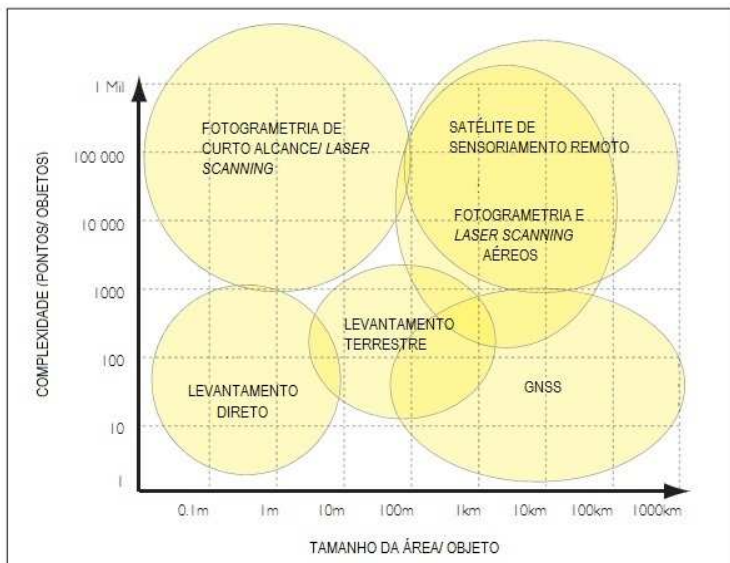 COMPLEXIDADE (PONTOS/ OBJETOS)
1 Mil
100 000
10 000
1000
100
10
1
FOTOGRAMETRIA DE
CURTO ALCANCE/ LASER
SCANNING
SATÉLITE DE
SENSORIAMENTO REMOTO
FOTOGRAMETRIA E
LASER SCANNING
AÉREOS
LEVANTAMENTO
TERRESTRE
LEVANTAMENTO
DIRETO
GNSS
0.1m 1m 10m 100m 1km 10km 100km 1000km
TAMANHO DA ÁREA/ OBJETO